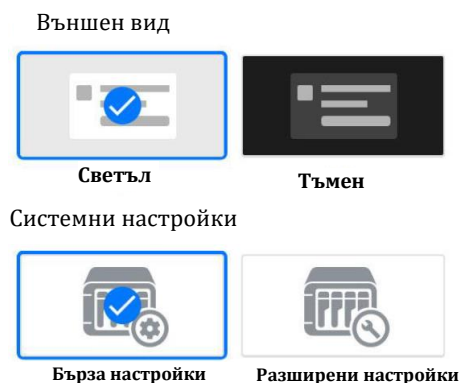 Външен вид
Светъл
Тъмен
Системни настройки
Бърза настройки
Разширени настройки